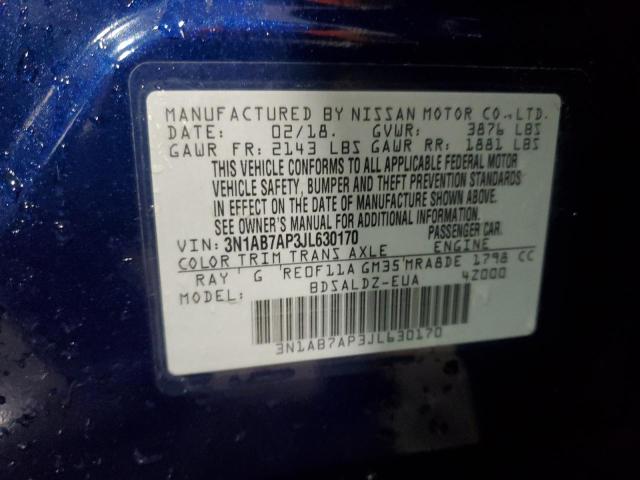 MANUFACTURED BY NISSAN MOTOR CO., LTD.
DATE: 02/18. GVWR: 3876 LBS
GAWR FR: 2143 LBS GAWR RR: 1881 LBS
THIS VEHICLE CONFORMS TO ALL APPLICABLE FEDERAL MOTOR
VEHICLE SAFETY, BUMPER AND THEFT PREVENTION STANDARDS
IN EFFECT ON THE DATE OF MANUFACTURE SHOWN ABOVE.
SEE OWNER'S MANUAL FOR ADDITIONAL INFORMATION.
VIN: 3N1AB7AP3JL630170 PASSENGER CAR.
COLOR TRIM TRANS AXLE ENGINE
RAY G RE0F11A GM35 MRA8DE 1798 CC
MODEL: BDSALDZ-EUA 4Z000
3N1AB7AP3JL630170